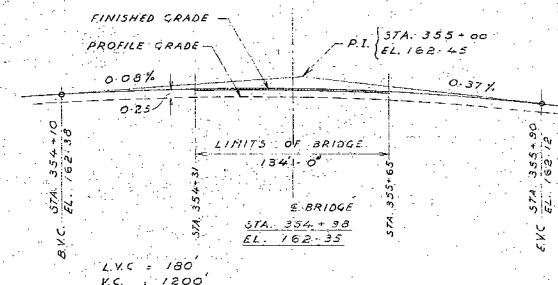 FINISHED GRADE
PROFILE GRADE
P.I. { STA. 355+00
EL. 162.45
0.08%
0.37%
0.25
LIMITS OF BRIDGE
134'-0"
B.V.C. STA. 354+10
EL. 162.38
STA. 354+31
STA. 355+65
E.V.C. STA. 355+90
EL. 162.12
℄ BRIDGE
STA. 354+98
EL. 162.35
L.V.C = 180'
V.C. : 1200'